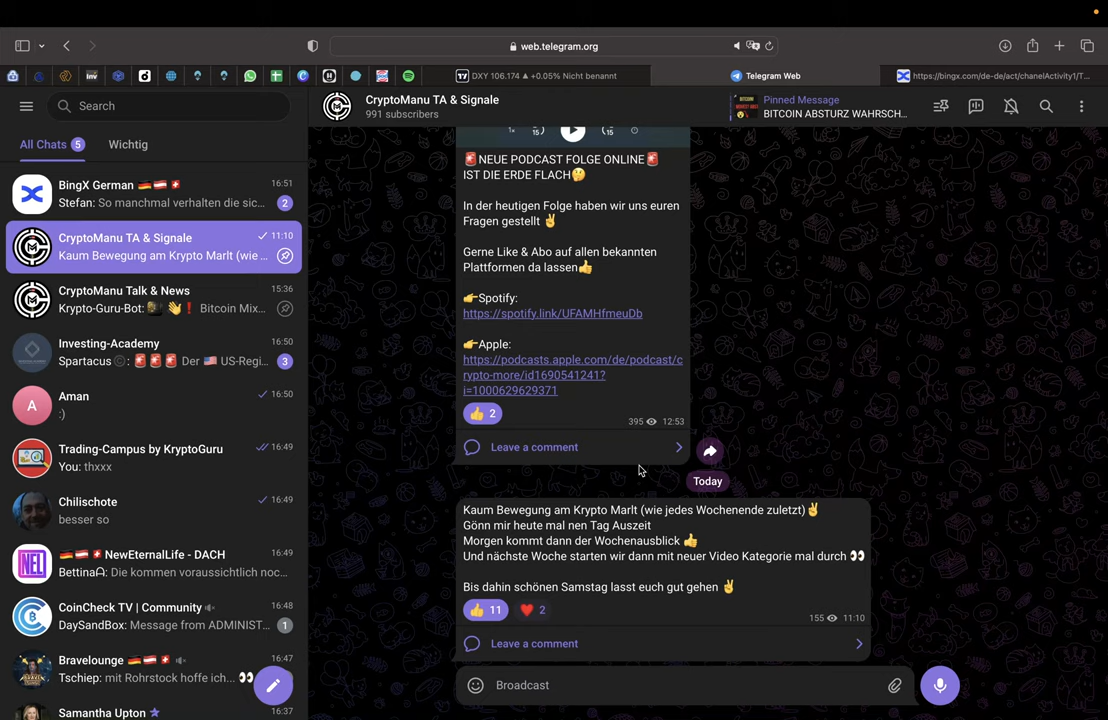 web.telegram.org
DXY 106.174 ▲ +0.05% Nicht benannt
Telegram Web
https://bingx.com/de-de/act/chanelActivity1/T...
Search
CryptoManu TA & Signale
991 subscribers
Pinned Message
BITCOIN ABSTURZ WAHRSCH...
All Chats 5
Wichtig
BingX German 🇩🇪🇦🇹🇨🇭 16:51
Stefan: So manchmal verhalten die sic... 2
CryptoManu TA & Signale 11:10
Kaum Bewegung am Krypto Marlt (wie ...
CryptoManu Talk & News 15:36
Krypto-Guru-Bot: 👋❗ Bitcoin Mix...
Investing-Academy 16:50
Spartacus: 🚨🚨🚨 Der 🇺🇸 US-Regi... 3
A
Aman 16:50
:)
Trading-Campus by KryptoGuru 16:49
You: thxxx
Chilischote 16:49
besser so
NEL
🇩🇪🇦🇹🇨🇭NewEternalLife - DACH 16:49
Bettina: Die kommen voraussichtlich noc...
CoinCheck TV | Community 16:48
DaySandBox: Message from ADMINIST... 1
Bravelounge 🇩🇪🇦🇹🇨🇭 16:47
Tschiep: mit Rohrstock hoffe ich... 👀
Samantha Upton 16:37
1x 15 15
🚨NEUE PODCAST FOLGE ONLINE🚨
IST DIE ERDE FLACH🤔
In der heutigen Folge haben wir uns euren
Fragen gestellt ✌️
Gerne Like & Abo auf allen bekannten
Plattformen da lassen👍
👉Spotify:
https://spotify.link/UFAMHfmeuDb
👉Apple:
https://podcasts.apple.com/de/podcast/c
rypto-more/id1690541241?
i=1000629629371
👍 2
395 12:53
Leave a comment
Today
Kaum Bewegung am Krypto Marlt (wie jedes Wochenende zuletzt)✌️
Gönn mir heute mal nen Tag Auszeit
Morgen kommt dann der Wochenausblick 👍
Und nächste Woche starten wir dann mit neuer Video Kategorie mal durch 👀
Bis dahin schönen Samstag lasst euch gut gehen ✌️
👍 11 ❤️ 2
155 11:10
Leave a comment
Broadcast